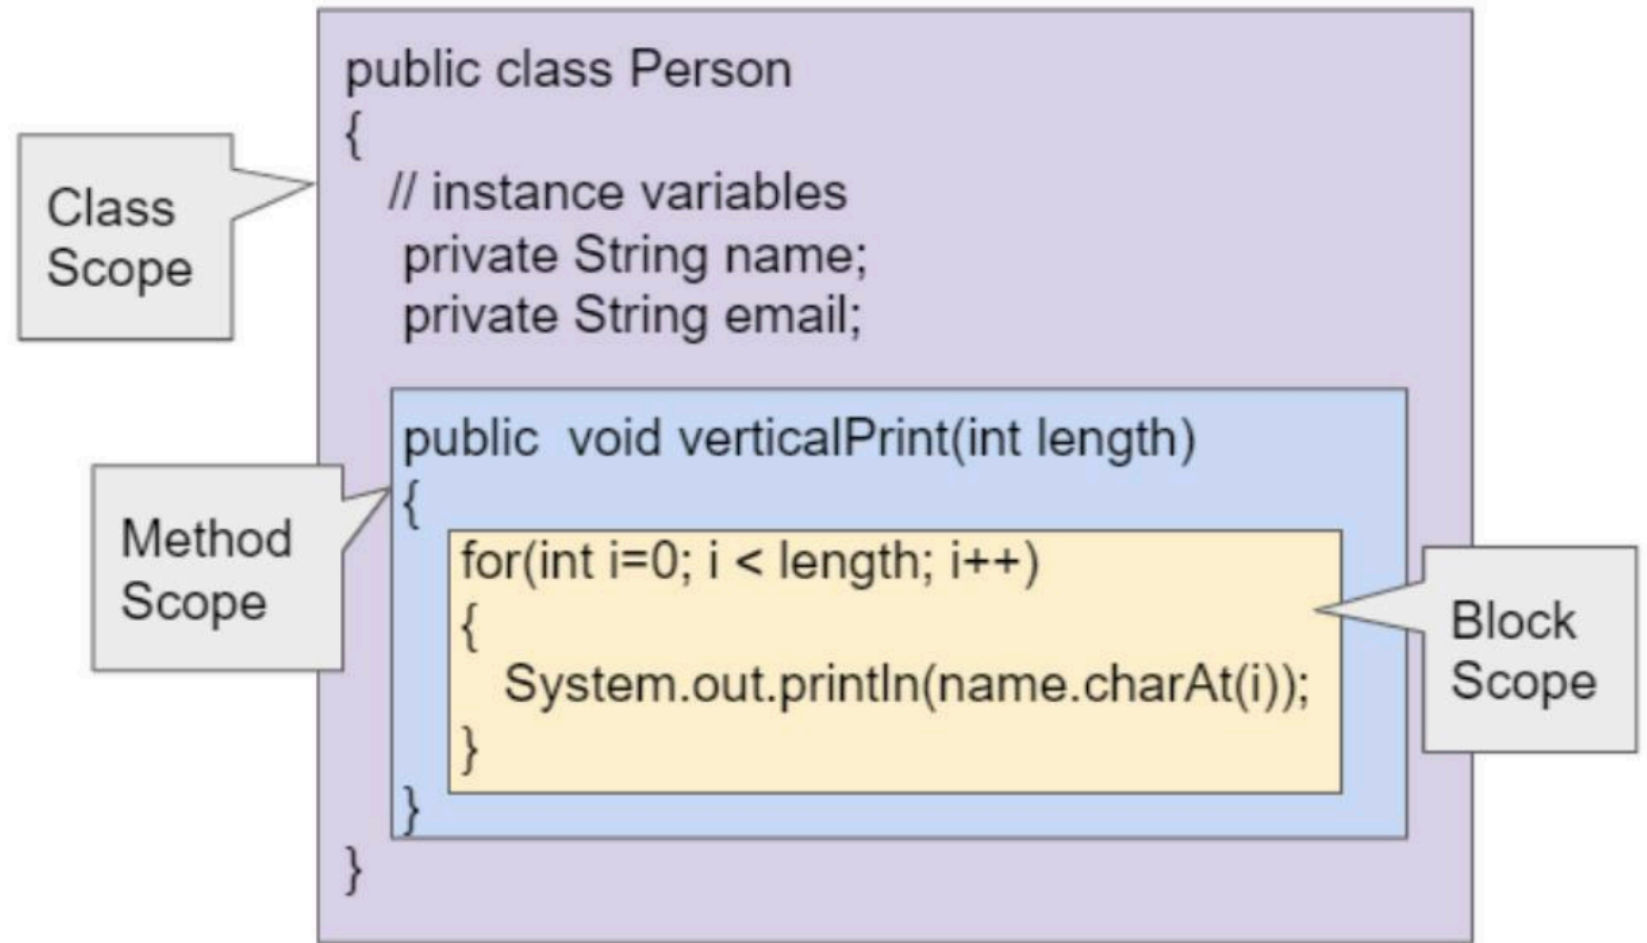 public class Person
{
// instance variables
private String name;
private String email;
public  void verticalPrint(int length)
{
for(int i=0; i < length; i++)
{
System.out.println(name.charAt(i));
}
}
}
Class
Scope
Method
Scope
Block
Scope